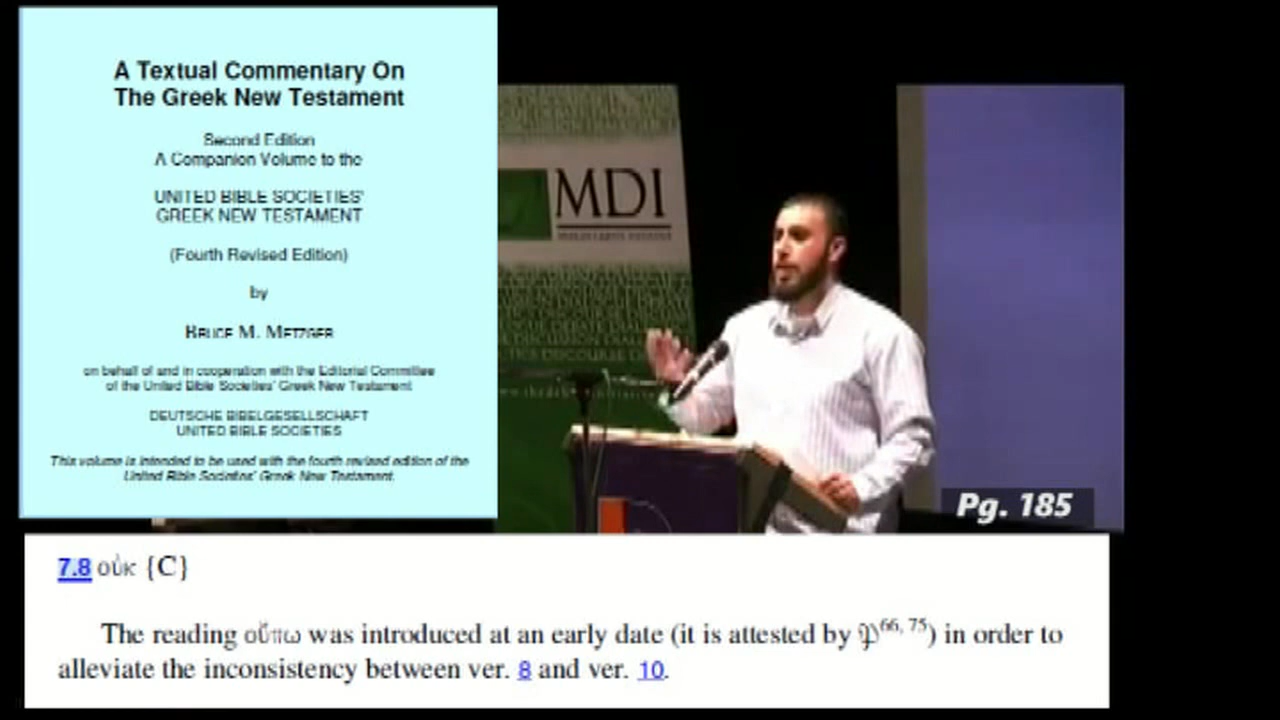 A Textual Commentary On
The Greek New Testament
Second Edition
A Companion Volume to the
UNITED BIBLE SOCIETIES'
GREEK NEW TESTAMENT
(Fourth Revised Edition)
by
BRUCE M. METZGER
on behalf of and in cooperation with the Editorial Committee
of the United Bible Societies' Greek New Testament
DEUTSCHE BIBELGESELLSCHAFT
UNITED BIBLE SOCIETIES
This volume is intended to be used with the fourth revised edition of the
United Bible Societies' Greek New Testament.
MDI
Pg. 185
7.8 οὐκ {C}
The reading οὔπω was introduced at an early date (it is attested by 𝔓66, 75) in order to
alleviate the inconsistency between ver. 8 and ver. 10.